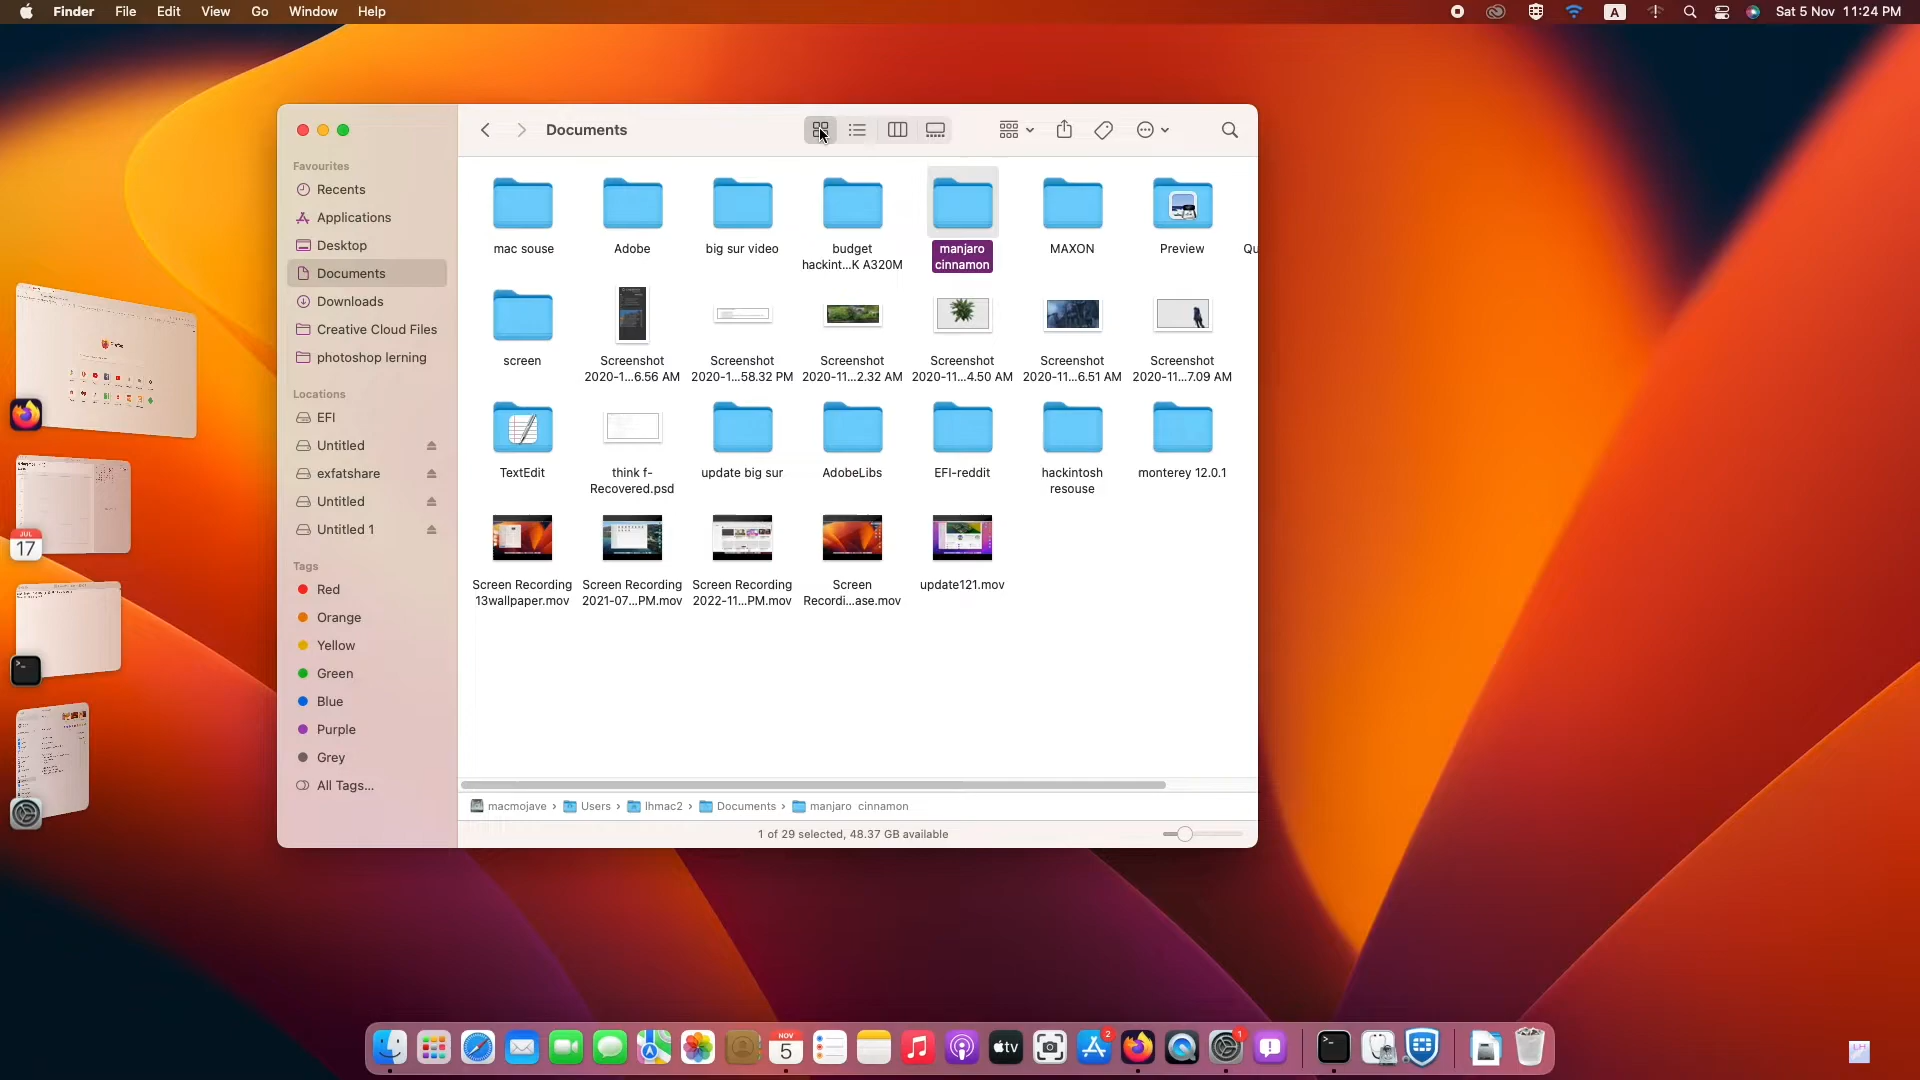 Finder File Edit View Go Window Help
A Sat 5 Nov 11:24 PM
Documents
Favourites
Recents
Applications
Desktop
Documents
Downloads
Creative Cloud Files
photoshop lerning
Locations
EFI
Untitled
exfatshare
Untitled
Untitled 1
Tags
Red
Orange
Yellow
Green
Blue
Purple
Grey
All Tags...
mac souse
Adobe
big sur video
budget
hackint...K A320M
manjaro
cinnamon
MAXON
Preview
Qu
screen
Screenshot
2020-1...6.56 AM
Screenshot
2020-1...58.32 PM
Screenshot
2020-11...2.32 AM
Screenshot
2020-11...4.50 AM
Screenshot
2020-11...6.51 AM
Screenshot
2020-11...7.09 AM
TextEdit
think f-
Recovered.psd
update big sur
AdobeLibs
EFI-reddit
hackintosh
resouse
monterey 12.0.1
Screen Recording
13wallpaper.mov
Screen Recording
2021-07...PM.mov
Screen Recording
2022-11...PM.mov
Screen
Recordi...ase.mov
update121.mov
macmojave › Users › lhmac2 › Documents › manjaro cinnamon
1 of 29 selected, 48.37 GB available
JUL
17
NOV
5
tv
2
1
LH